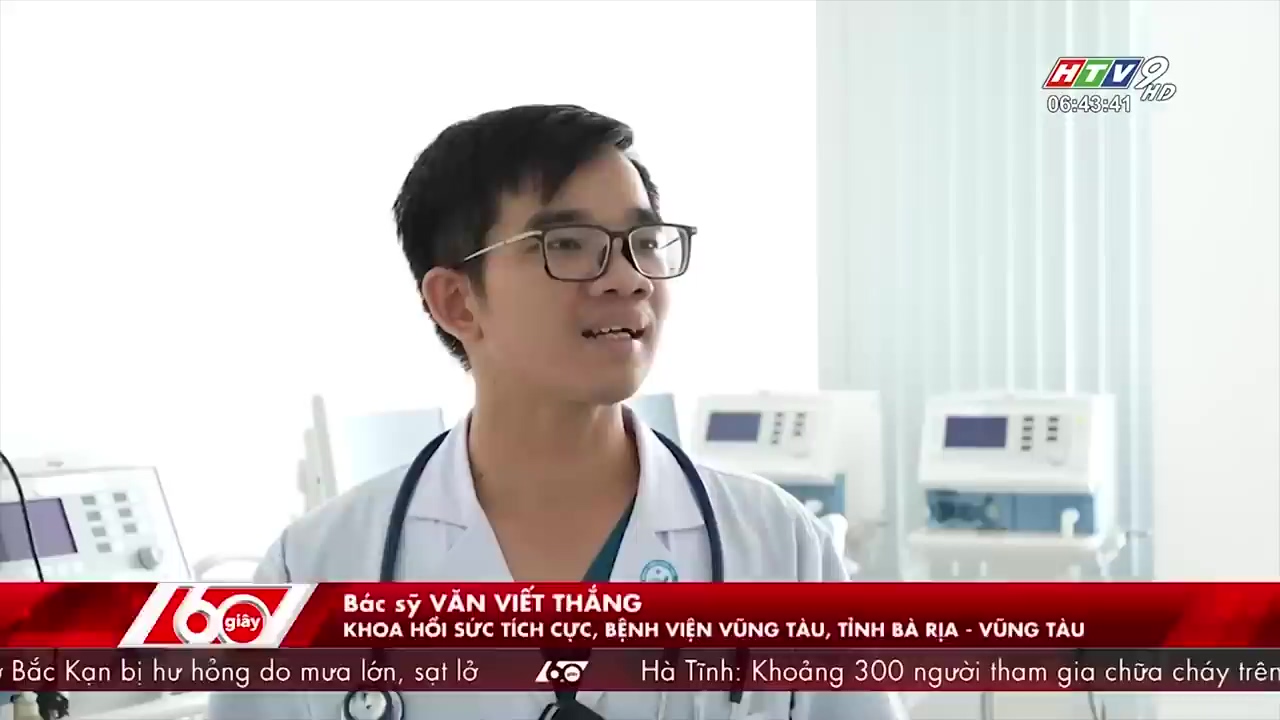 HTV9
HD
06:43:41
60 giây
Bác sỹ VĂN VIẾT THẮNG
KHOA HỒI SỨC TÍCH CỰC, BỆNH VIỆN VŨNG TÀU, TỈNH BÀ RỊA - VŨNG TÀU
Bắc Kạn bị hư hỏng do mưa lớn, sạt lở 60 giây Hà Tĩnh: Khoảng 300 người tham gia chữa cháy trên